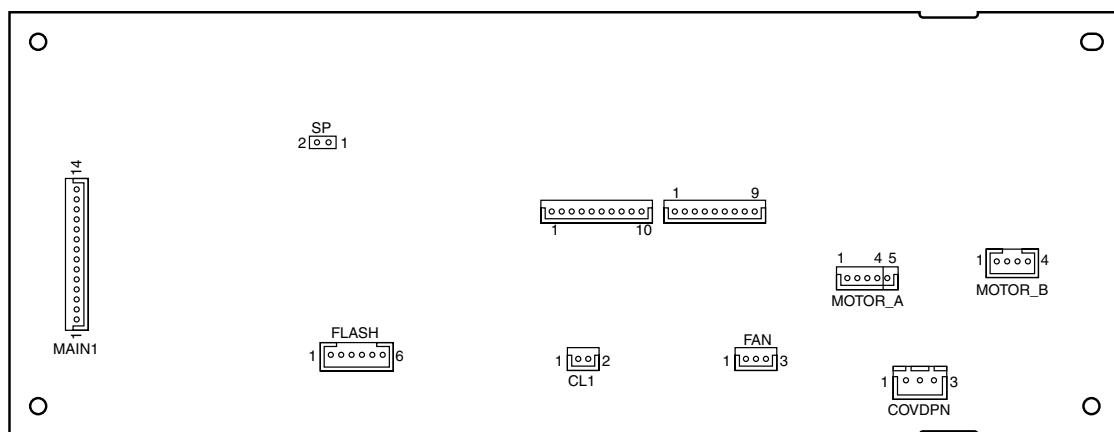 SP
2 1
14
1
MAIN1
1 10
1 9
1 4 5
MOTOR_A
1 4
MOTOR_B
FLASH
1 6
1 2
CL1
FAN
1 3
1 3
COVDPN